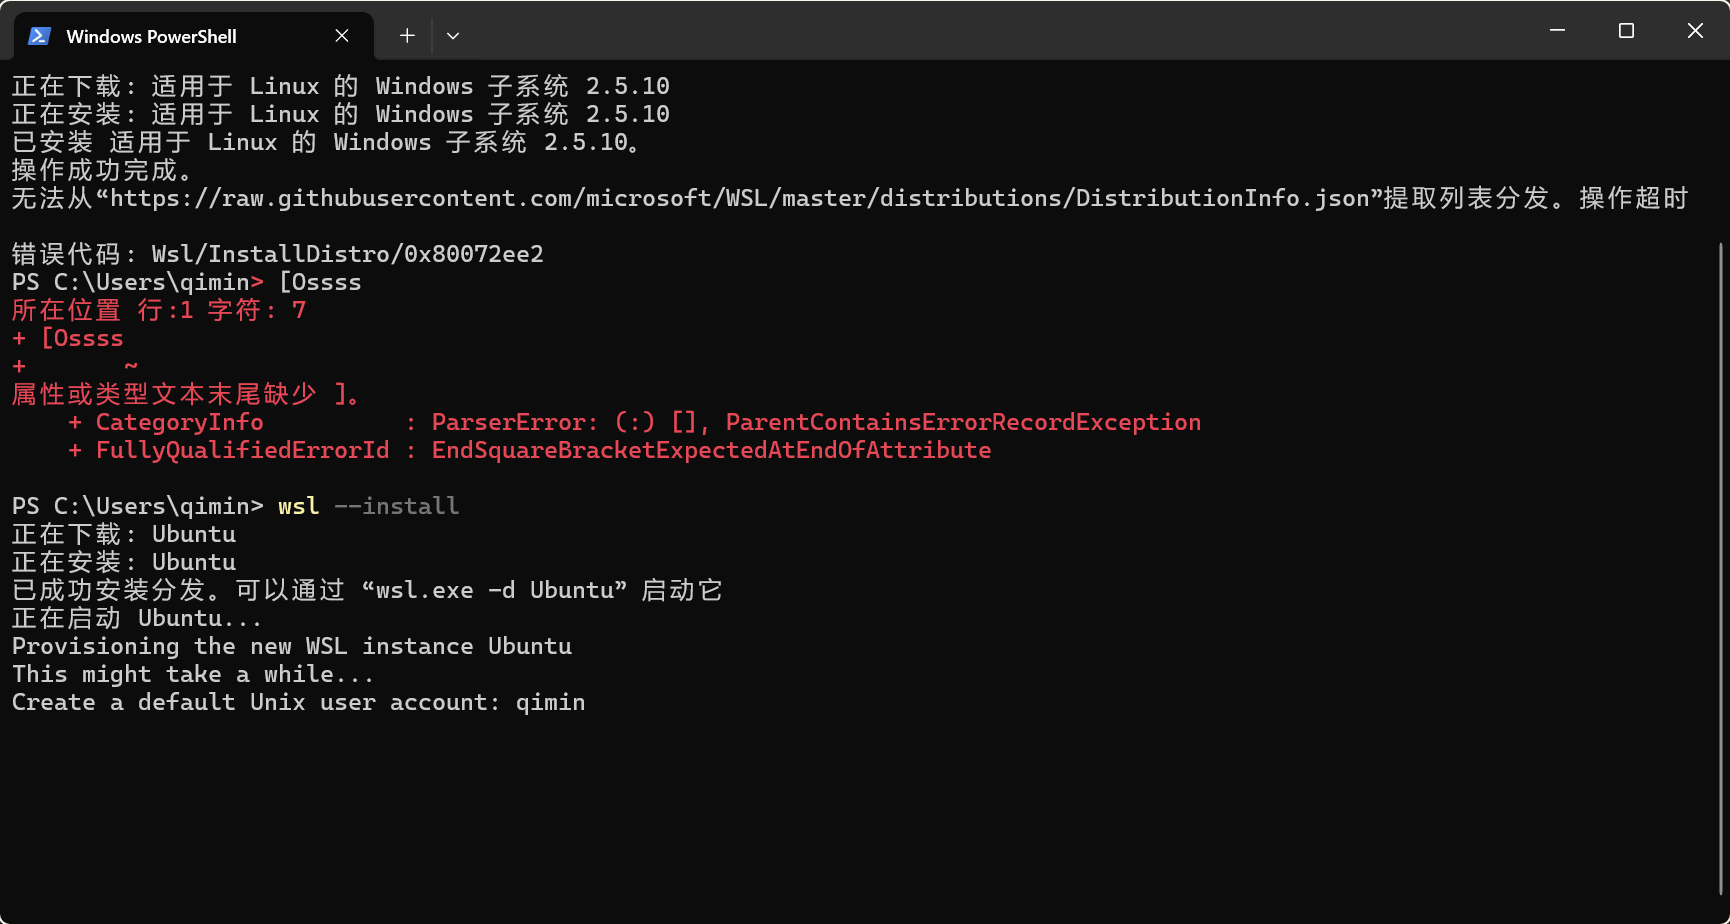 Windows PowerShell
正在下载: 适用于 Linux 的 Windows 子系统 2.5.10
正在安装: 适用于 Linux 的 Windows 子系统 2.5.10
已安装 适用于 Linux 的 Windows 子系统 2.5.10。
操作成功完成。
无法从“https://raw.githubusercontent.com/microsoft/WSL/master/distributions/DistributionInfo.json”提取列表分发。操作超时
错误代码: Wsl/InstallDistro/0x80072ee2
PS C:\Users\qimin> [Ossss
所在位置 行:1 字符: 7
+ [Ossss
+       ~
属性或类型文本末尾缺少 ]。
    + CategoryInfo          : ParserError: (:) [], ParentContainsErrorRecordException
    + FullyQualifiedErrorId : EndSquareBracketExpectedAtEndOfAttribute
PS C:\Users\qimin> wsl --install
正在下载: Ubuntu
正在安装: Ubuntu
已成功安装分发。可以通过 “wsl.exe -d Ubuntu” 启动它
正在启动 Ubuntu...
Provisioning the new WSL instance Ubuntu
This might take a while...
Create a default Unix user account: qimin